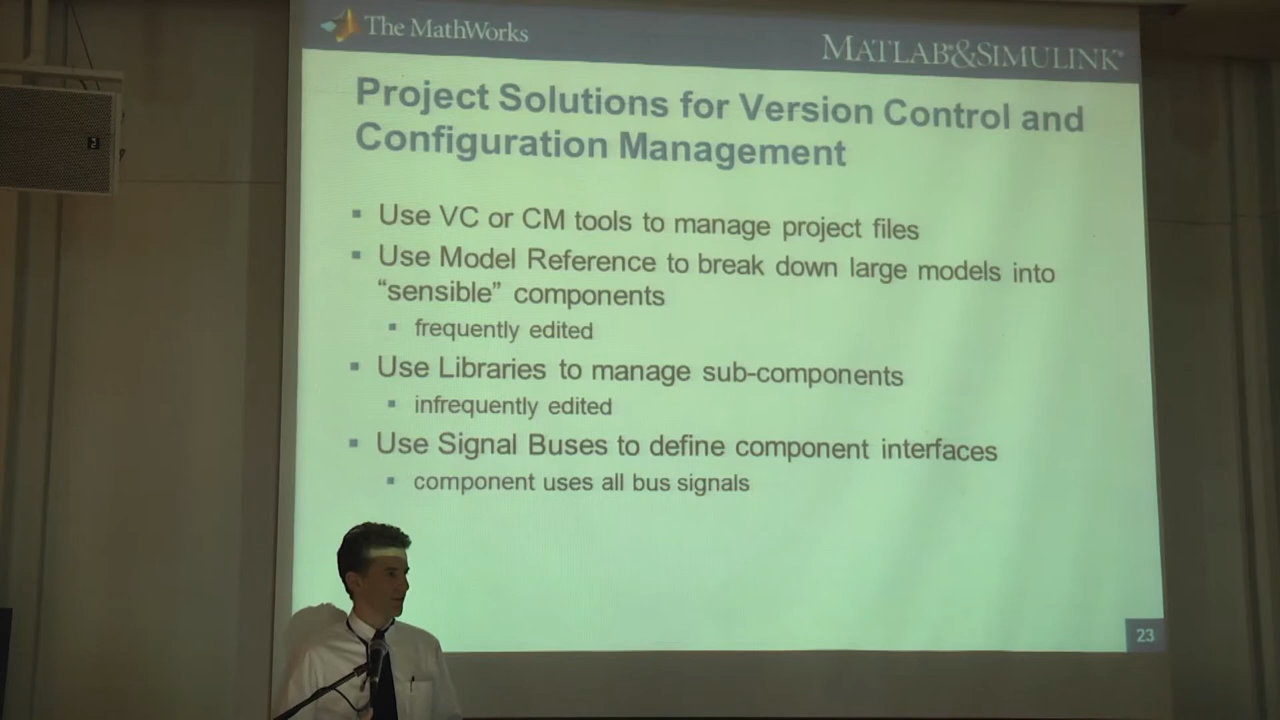 The MathWorks
MATLAB&SIMULINK
Project Solutions for Version Control and
Configuration Management
Use VC or CM tools to manage project files
Use Model Reference to break down large models into
“sensible” components
frequently edited
Use Libraries to manage sub-components
infrequently edited
Use Signal Buses to define component interfaces
component uses all bus signals
23